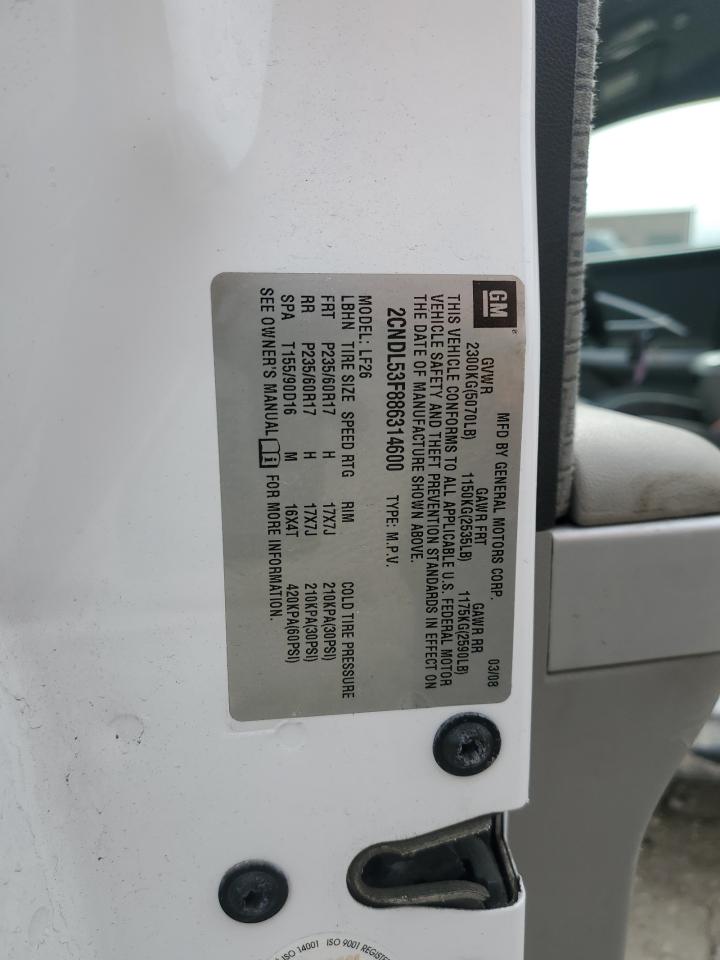 GM®
MFD BY GENERAL MOTORS CORP. 03/08
GVWR GAWR FRT GAWR RR
2300KG(5070LB) 1150KG(2535LB) 1175KG(2590LB)
THIS VEHICLE CONFORMS TO ALL APPLICABLE U.S. FEDERAL MOTOR
VEHICLE SAFETY AND THEFT PREVENTION STANDARDS IN EFFECT ON
THE DATE OF MANUFACTURE SHOWN ABOVE.
2CNDL53F886314600 TYPE: M.P.V.
MODEL: LF26
LBHN TIRE SIZE SPEED RTG RIM COLD TIRE PRESSURE
FRT P235/60R17 H 17X7J 210KPA(30PSI)
RR P235/60R17 H 17X7J 210KPA(30PSI)
SPA T155/90D16 M 16X4T 420KPA(60PSI)
SEE OWNER'S MANUAL i FOR MORE INFORMATION.
ISO 14001 ISO 9001